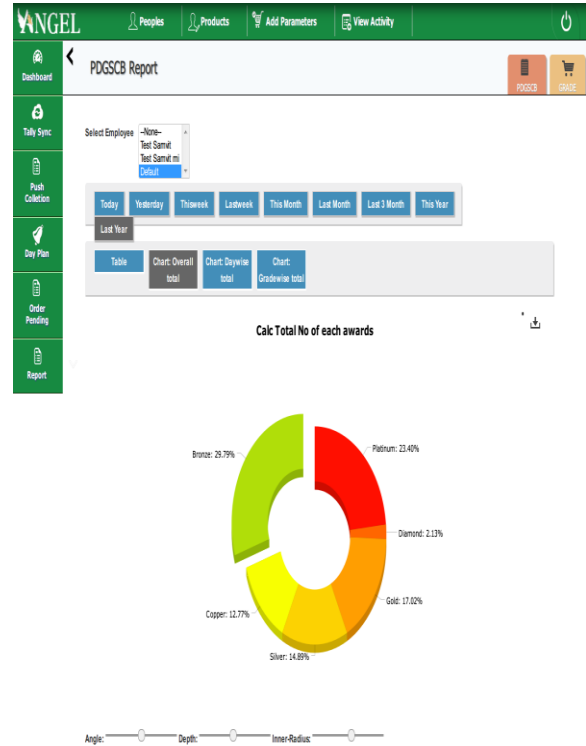 ANGEL
Peoples
Products
Add Parameters
View Activity
Dashboard
PDGSCB Report
PDGSCB
GRADE
Tally Sync
Select Employee
--None--
Test Samvit
Test Samvit mi
Default
Push
Colletion
Today
Yesterday
Thisweek
Lastweek
This Month
Last Month
Last 3 Month
This Year
Last Year
Day Plan
Table
Chart: Overall
total
Chart: Daywise
total
Chart:
Gradewise total
Order
Pending
Report
Calc Total No of each awards
Bronze: 29.79%
Platinum: 23.40%
Diamond: 2.13%
Gold: 17.02%
Copper: 12.77%
Silver: 14.89%
Angle:
Depth:
Inner-Radius: